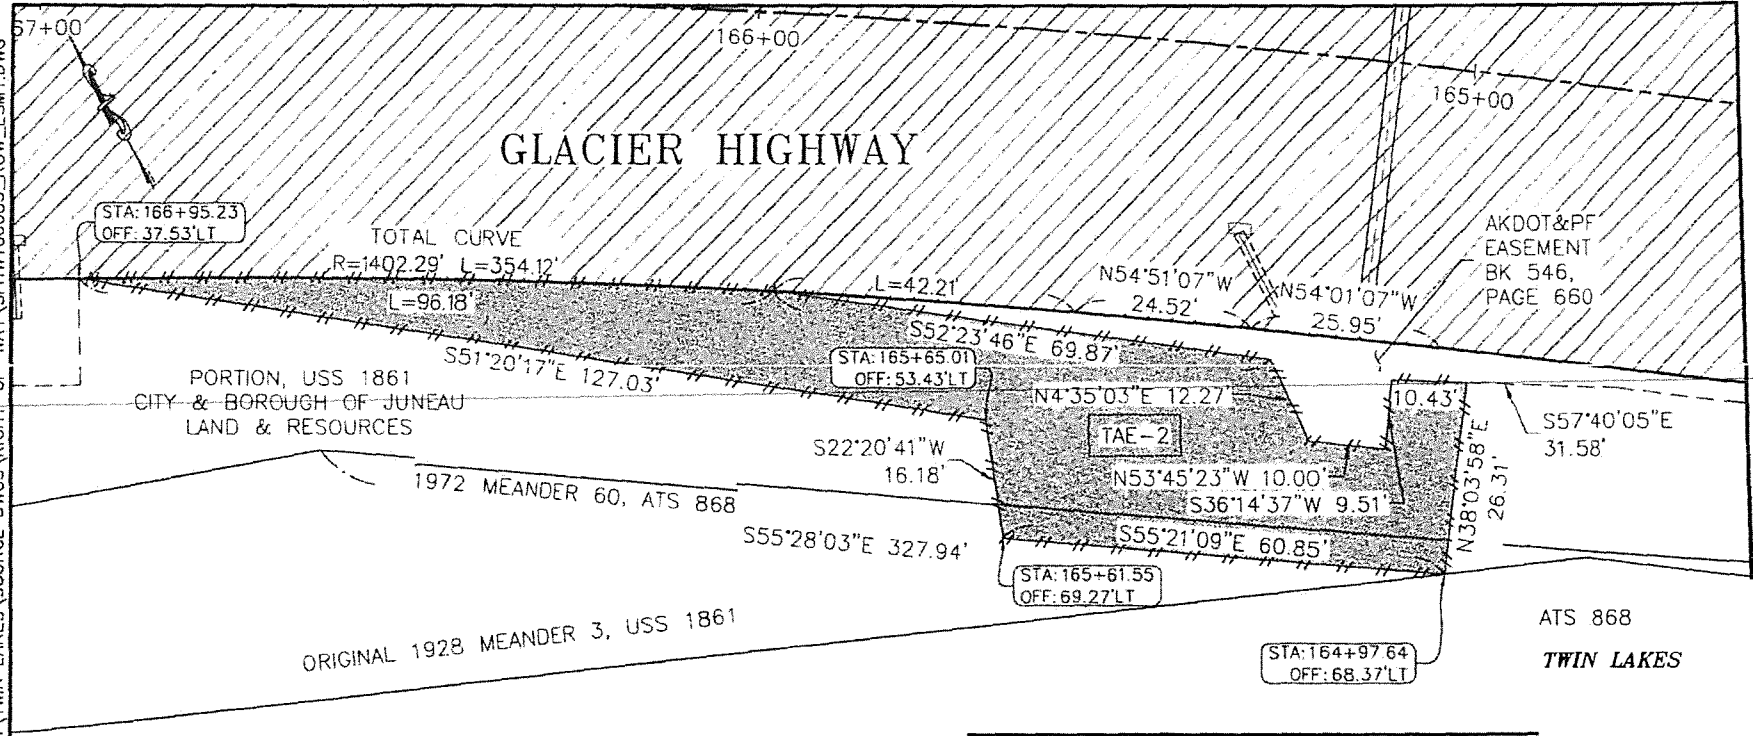 57+00
166+00
165+00
GLACIER HIGHWAY
STA: 166+95.23
OFF: 37.53'LT
TOTAL CURVE
R=1402.29' L=354.12'
L=96.18'
L=42.21'
N54°51'07"W
24.52'
N54°01'07"W
25.95'
AKDOT&PF
EASEMENT
BK 546,
PAGE 660
S52°23'46"E 69.87'
S51°20'17"E 127.03'
STA: 165+65.01
OFF: 53.43'LT
PORTION, USS 1861
CITY & BOROUGH OF JUNEAU
LAND & RESOURCES
N4°35'03"E 12.27'
10.43'
S57°40'05"E
31.58'
TAE-2
S22°20'41"W
16.18'
N53°45'23"W 10.00'
S36°14'37"W 9.51'
N38°03'58"E
26.31'
1972 MEANDER 60, ATS 868
S55°28'03"E 327.94'
S55°21'09"E 60.85'
STA: 165+61.55
OFF: 69.27'LT
ORIGINAL 1928 MEANDER 3, USS 1861
STA: 164+97.64
OFF: 68.37'LT
ATS 868
TWIN LAKES